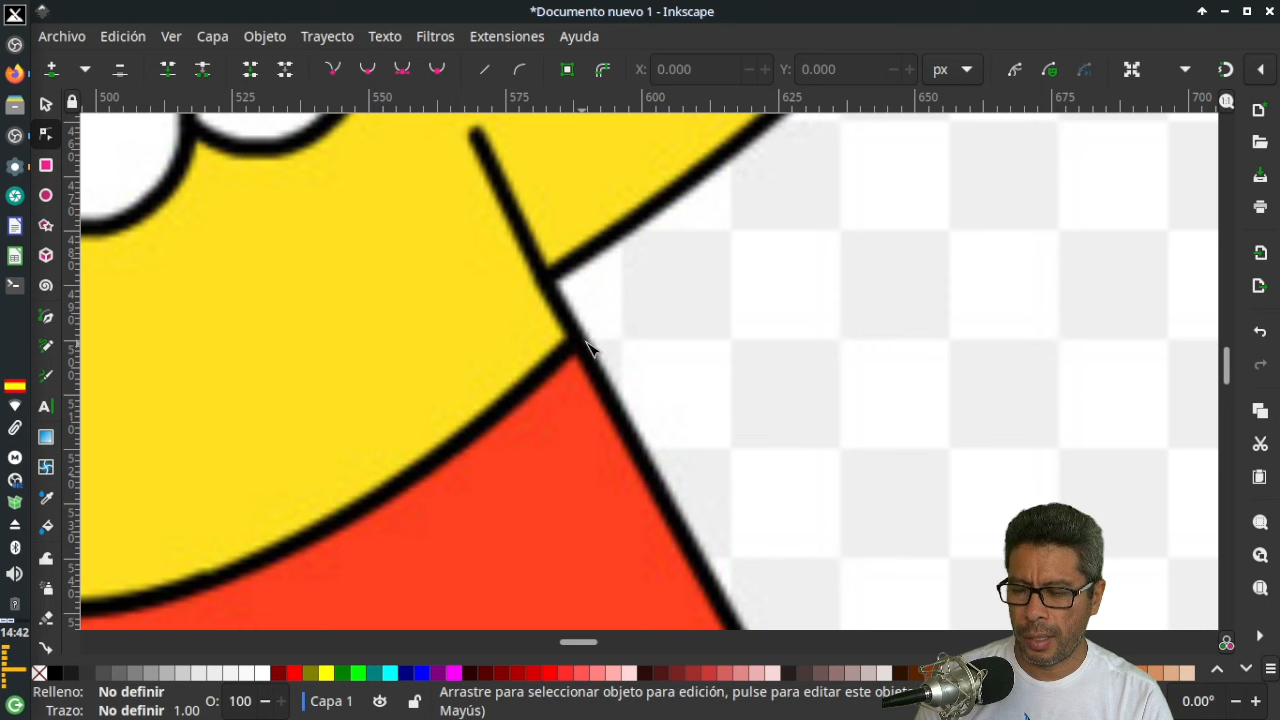 *Documento nuevo 1 - Inkscape
Archivo Edición Ver Capa Objeto Trayecto Texto Filtros Extensiones Ayuda
X: 0.000 Y: 0.000 px
500 525 550 575 600 625 650 675 700
14:42
Relleno: No definir O: 100 Capa 1 Arrastre para seleccionar objeto para edición, pulse para editar este objeto
Trazo: No definir 1.00 Mayús) 0.00°